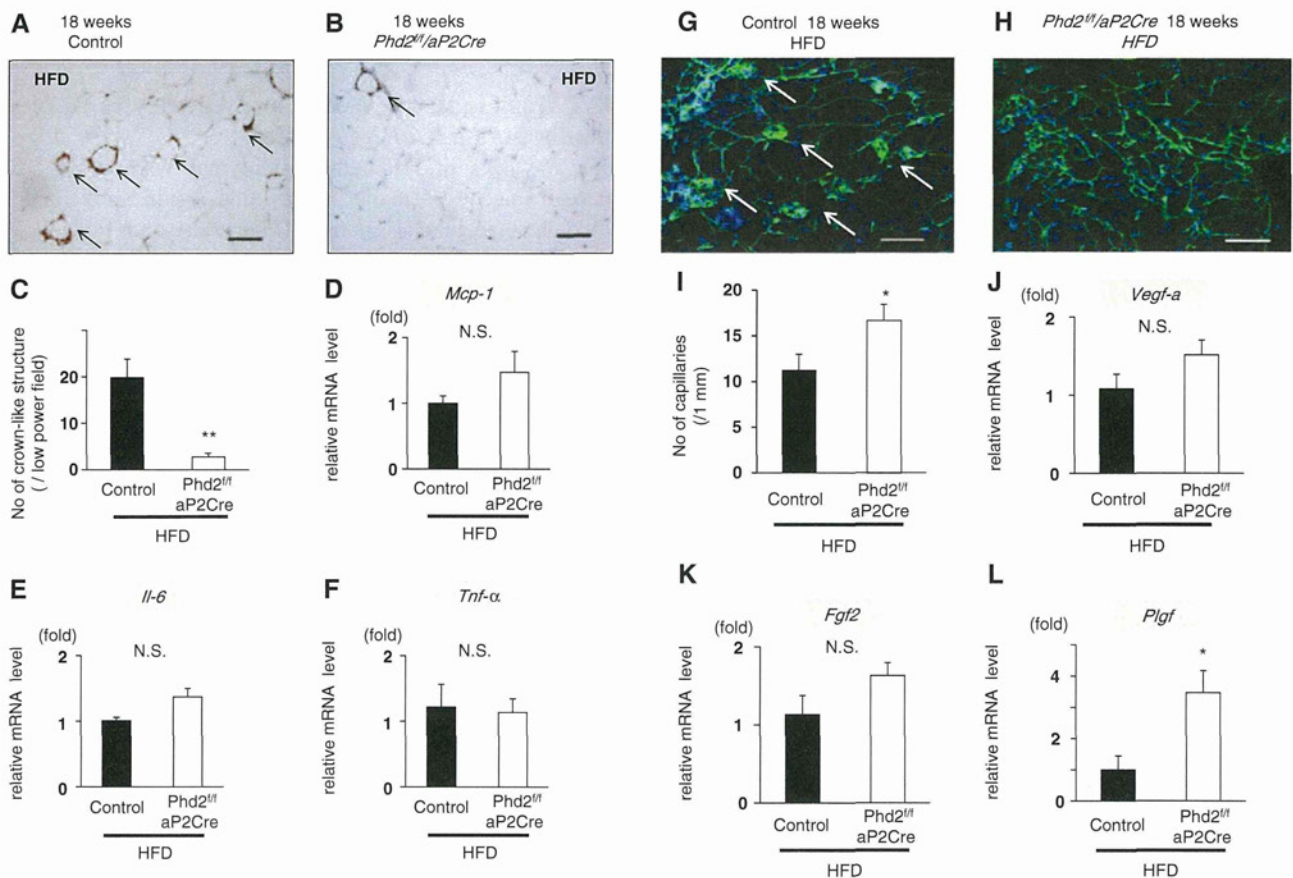 A
18 weeks
Control
HFD
B
18 weeks
Phd2f/f/aP2Cre
HFD
C
No of crown-like structure
( / low power field)
20
10
0
**
Control
Phd2f/f
aP2Cre
HFD
D
Mcp-1
(fold)
N.S.
relative mRNA level
2
1
0
Control
Phd2f/f
aP2Cre
HFD
E
Il-6
(fold)
N.S.
relative mRNA level
2
1
0
Control
Phd2f/f
aP2Cre
HFD
F
Tnf-α
(fold)
N.S.
relative mRNA level
2
1
0
Control
Phd2f/f
aP2Cre
HFD
G
Control 18 weeks
HFD
H
Phd2f/f/aP2Cre 18 weeks
HFD
I
No of capillaries
(/1 mm)
20
15
10
5
0
*
Control
Phd2f/f
aP2Cre
HFD
J
Vegf-a
(fold)
N.S.
relative mRNA level
2
1
0
Control
Phd2f/f
aP2Cre
HFD
K
Fgf2
(fold)
N.S.
relative mRNA level
2
1
0
Control
Phd2f/f
aP2Cre
HFD
L
Plgf
(fold)
*
relative mRNA level
4
2
0
Control
Phd2f/f
aP2Cre
HFD